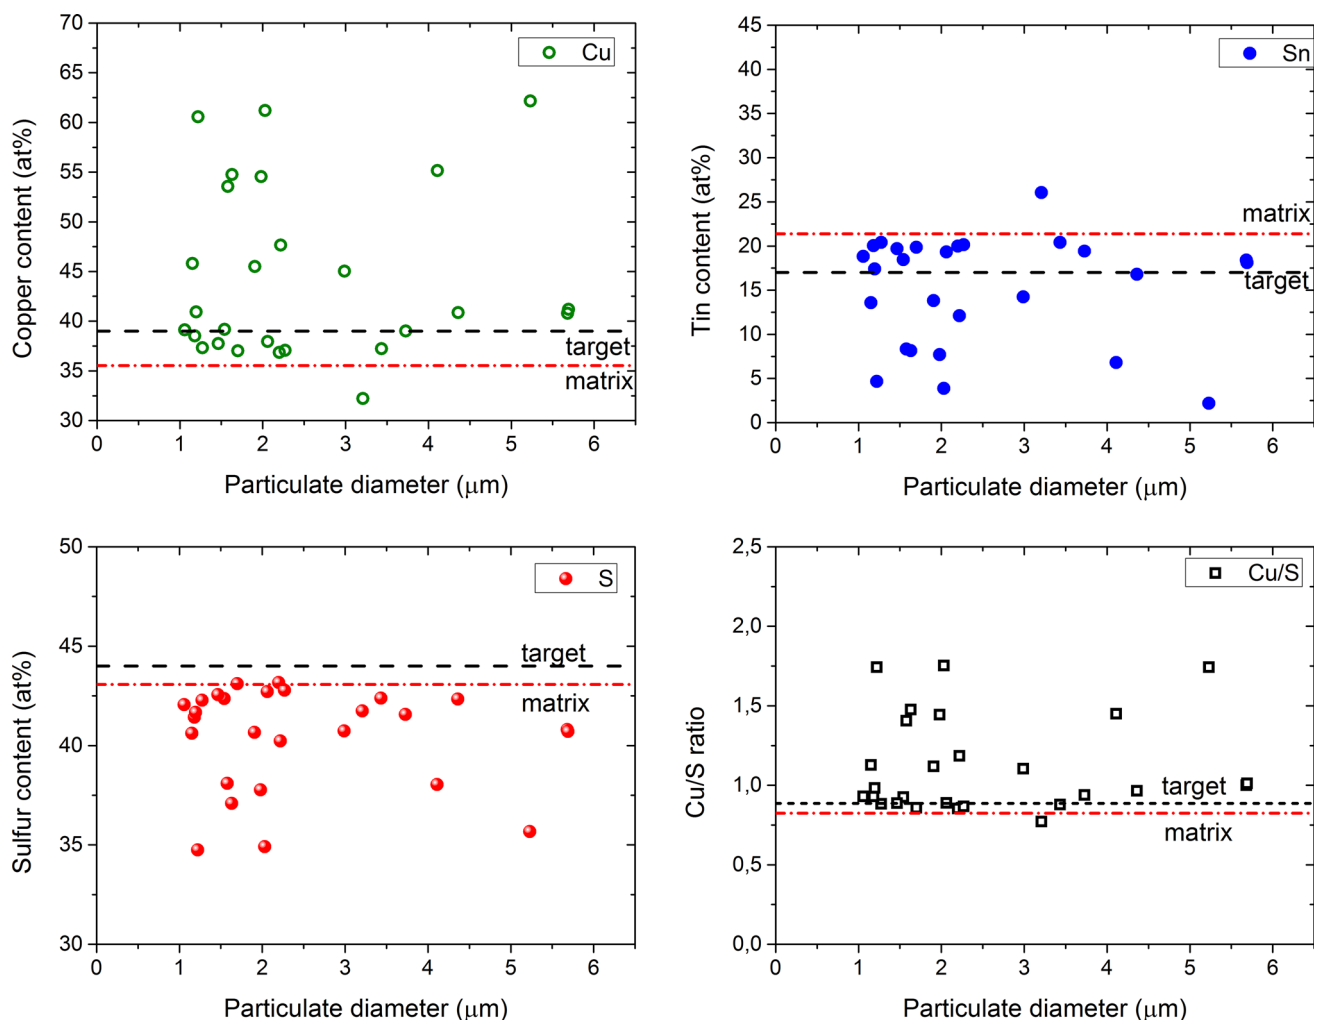 Copper content (at%)
70
65
60
55
50
45
40
35
30
Cu
target
matrix
0 1 2 3 4 5 6
Particulate diameter (μm)
Tin content (at%)
45
40
35
30
25
20
15
10
5
0
Sn
matrix
target
0 1 2 3 4 5 6
Particulate diameter (μm)
Sulfur content (at%)
50
45
40
35
30
S
target
matrix
0 1 2 3 4 5 6
Particulate diameter (μm)
Cu/S ratio
2,5
2,0
1,5
1,0
0,5
0,0
Cu/S
target
matrix
0 1 2 3 4 5 6
Particulate diameter (μm)